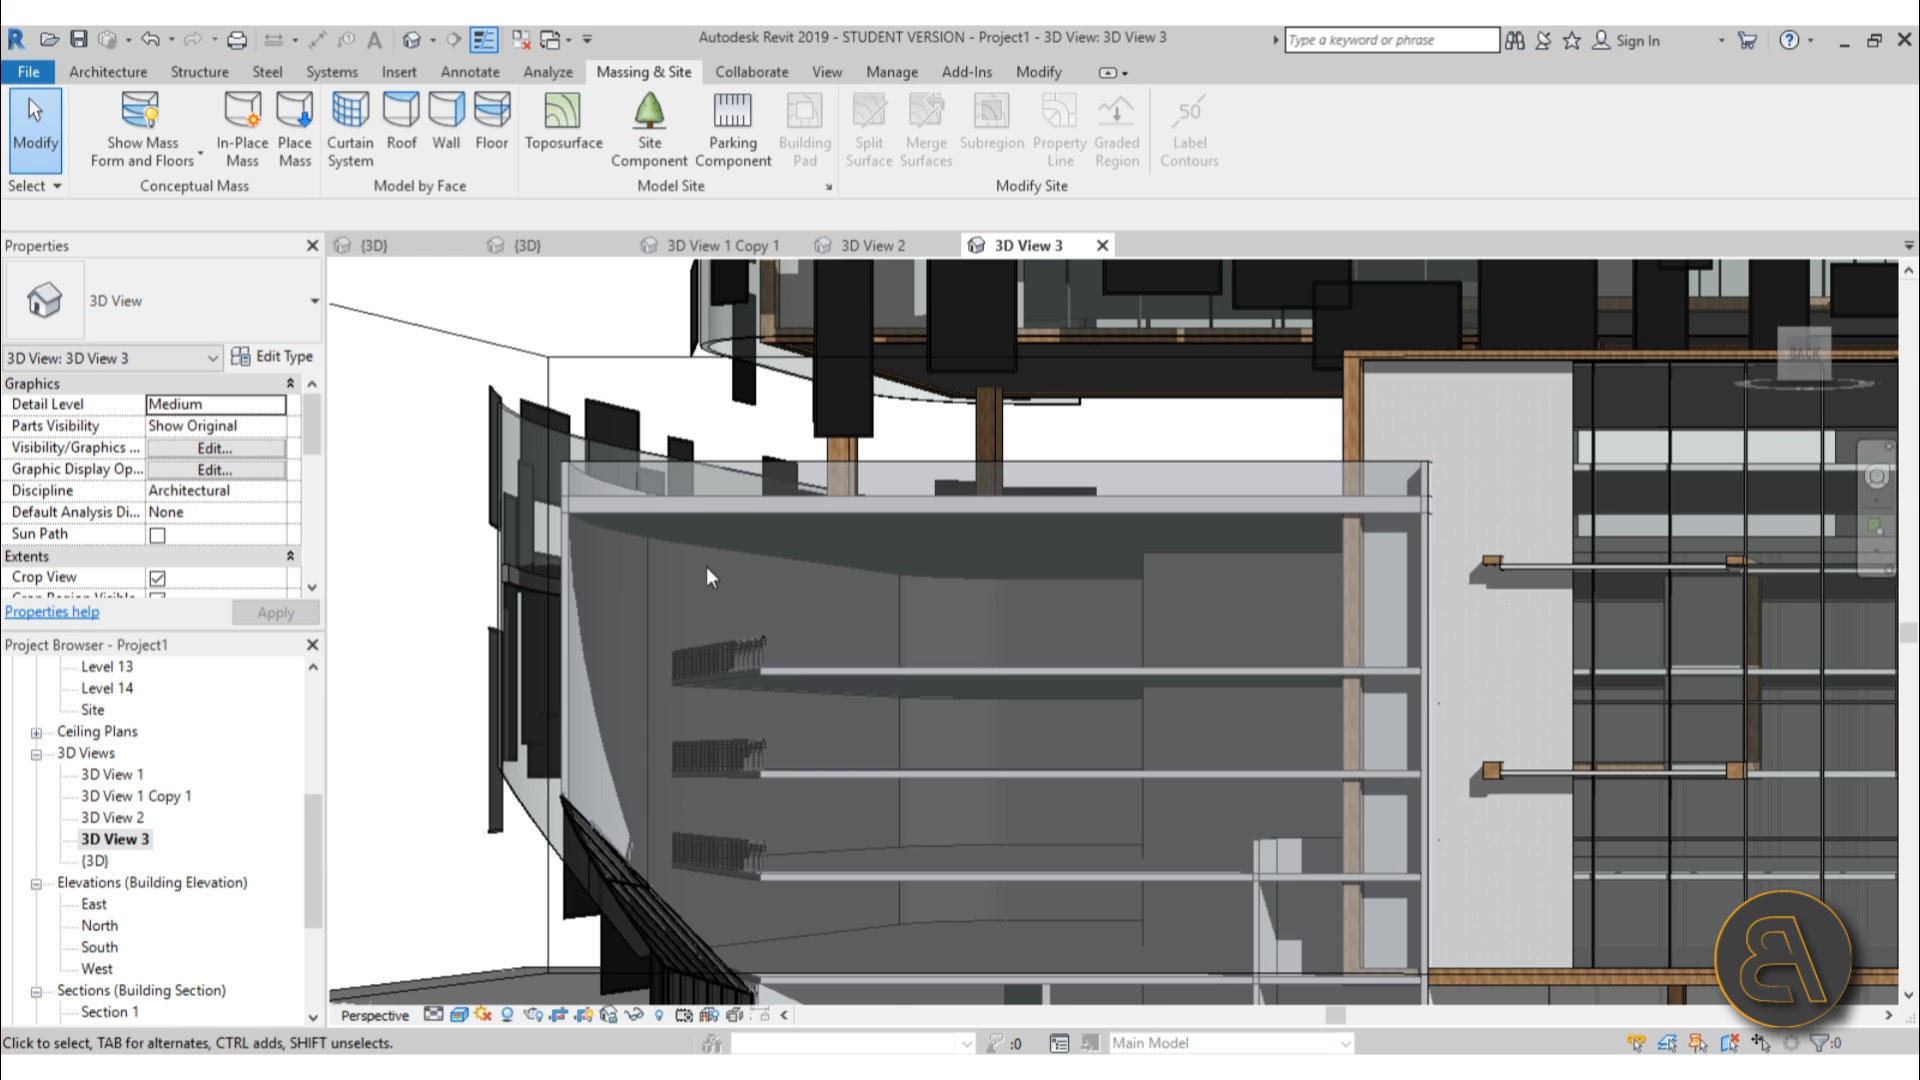 Autodesk Revit 2019 - STUDENT VERSION - Project1 - 3D View: 3D View 3
Type a keyword or phrase
Sign In
File Architecture Structure Steel Systems Insert Annotate Analyze Massing & Site Collaborate View Manage Add-Ins Modify
Modify
Show Mass
Form and Floors
In-Place
Mass
Place
Mass
Curtain
System
Roof
Wall
Floor
Toposurface
Site
Component
Parking
Component
Building
Pad
Split
Surface
Merge
Surfaces
Subregion
Property
Line
Graded
Region
50
Label
Contours
Select
Conceptual Mass
Model by Face
Model Site
Modify Site
Properties
{3D}
{3D}
3D View 1 Copy 1
3D View 2
3D View 3
3D View
3D View: 3D View 3
Edit Type
Graphics
Detail Level Medium
Parts Visibility Show Original
Visibility/Graphics ... Edit...
Graphic Display Op... Edit...
Discipline Architectural
Default Analysis Di... None
Sun Path
Extents
Crop View
Properties help
Apply
Project Browser - Project1
Level 13
Level 14
Site
Ceiling Plans
3D Views
3D View 1
3D View 1 Copy 1
3D View 2
3D View 3
{3D}
Elevations (Building Elevation)
East
North
South
West
Sections (Building Section)
Section 1
BACK
Perspective
Click to select, TAB for alternates, CTRL adds, SHIFT unselects.
:0
Main Model
:0